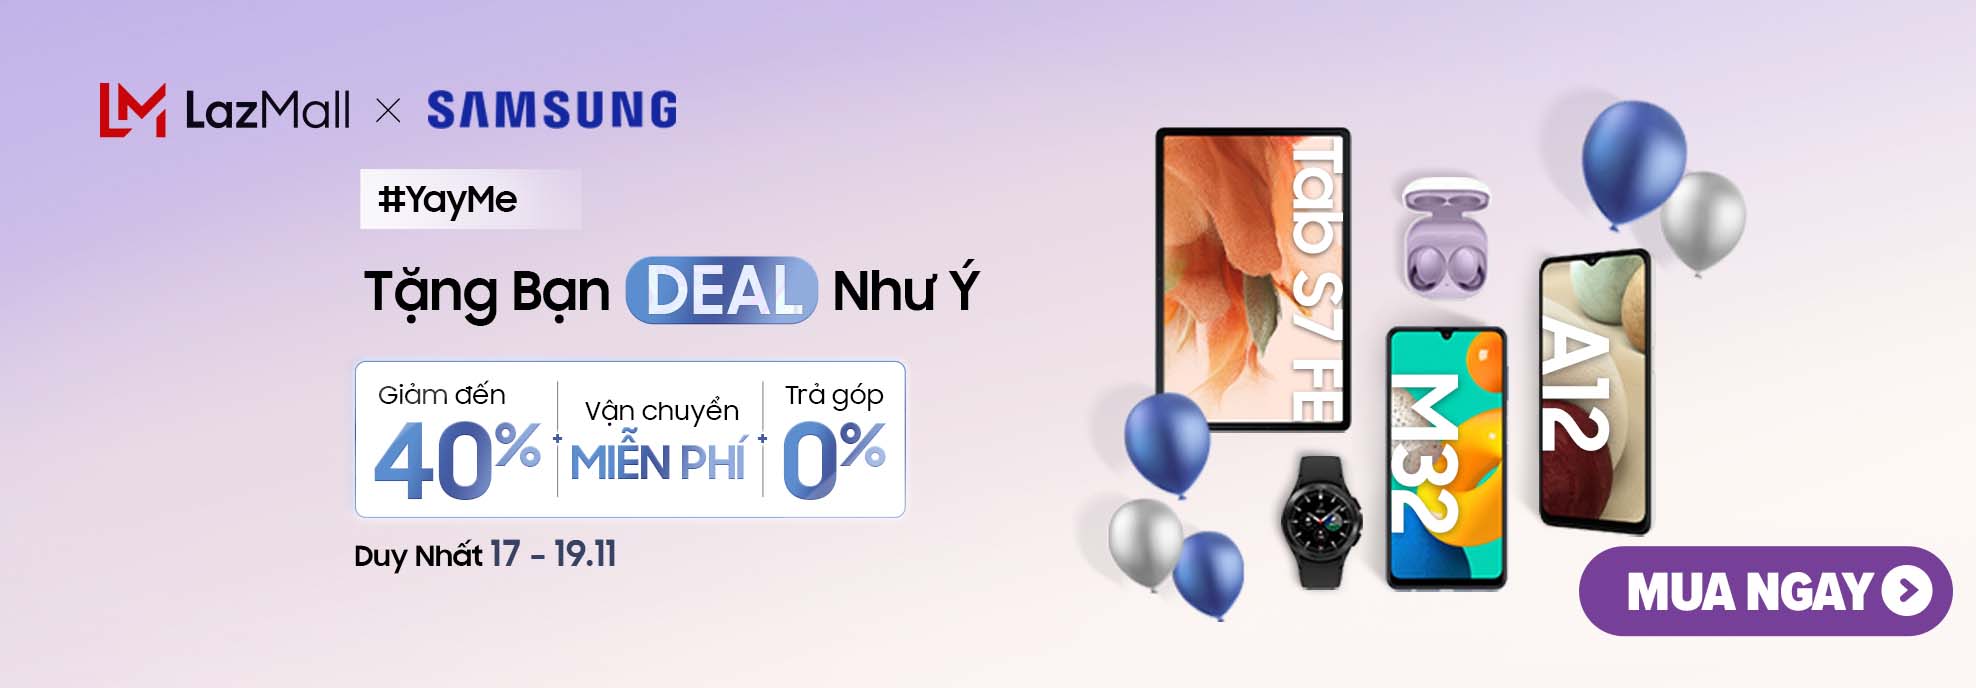 LazMall × SAMSUNG
#YayMe
Tặng Bạn DEAL Như Ý
Giảm đến
40%
+
Vận chuyển
MIỄN PHÍ
+
Trả góp
0%
Duy Nhất 17 - 19.11
Tab S7 FE
M32
A12
MUA NGAY